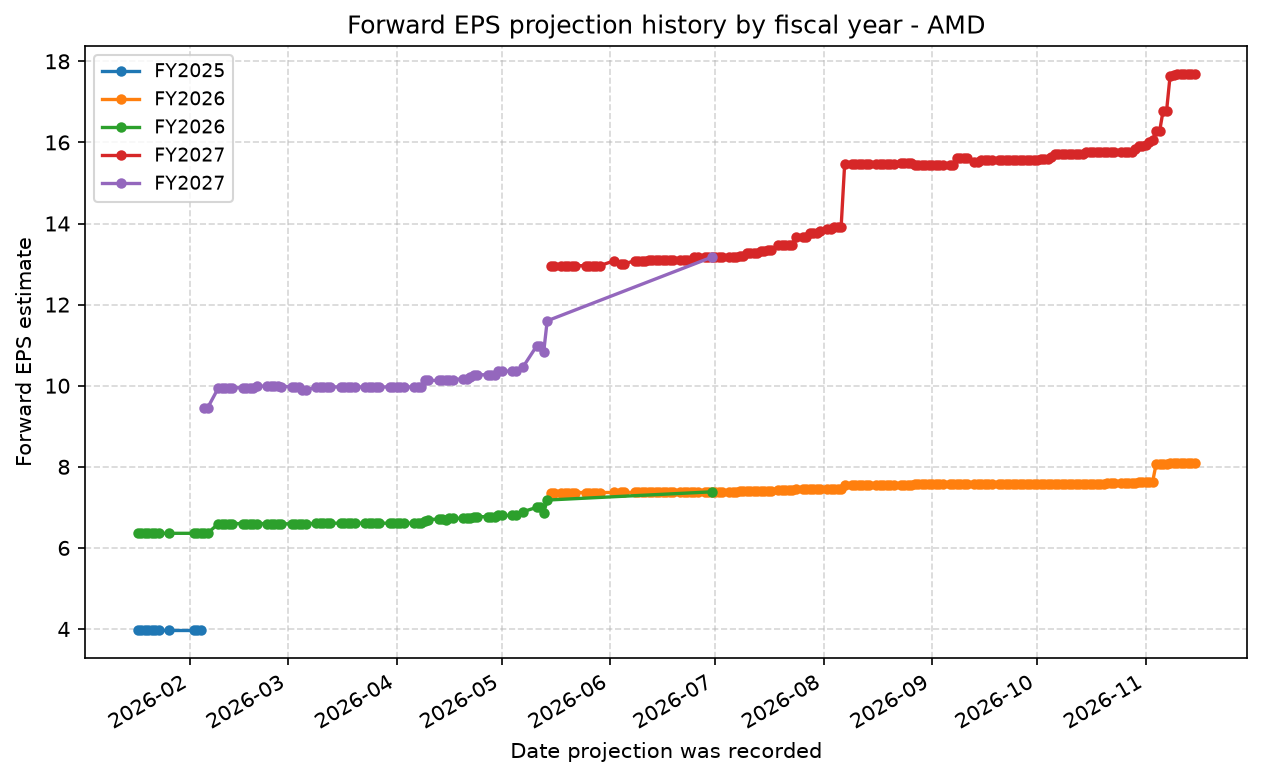 Forward EPS projection history by fiscal year - AMD
FY2025
FY2026
FY2026
FY2027
FY2027
Forward EPS estimate
18
16
14
12
10
8
6
4
2026-02
2026-03
2026-04
2026-05
2026-06
2026-07
2026-08
2026-09
2026-10
2026-11
Date projection was recorded